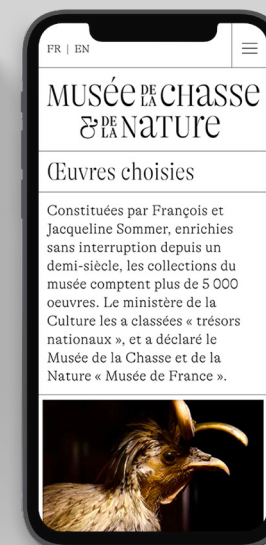 FR | EN
MUSée DE LA CHasse
& DE LA NaTURe
Œuvres choisies
Constituées par François et
Jacqueline Sommer, enrichies
sans interruption depuis un
demi-siècle, les collections du
musée comptent plus de 5 000
oeuvres. Le ministère de la
Culture les a classées « trésors
nationaux », et a déclaré le
Musée de la Chasse et de la
Nature « Musée de France ».